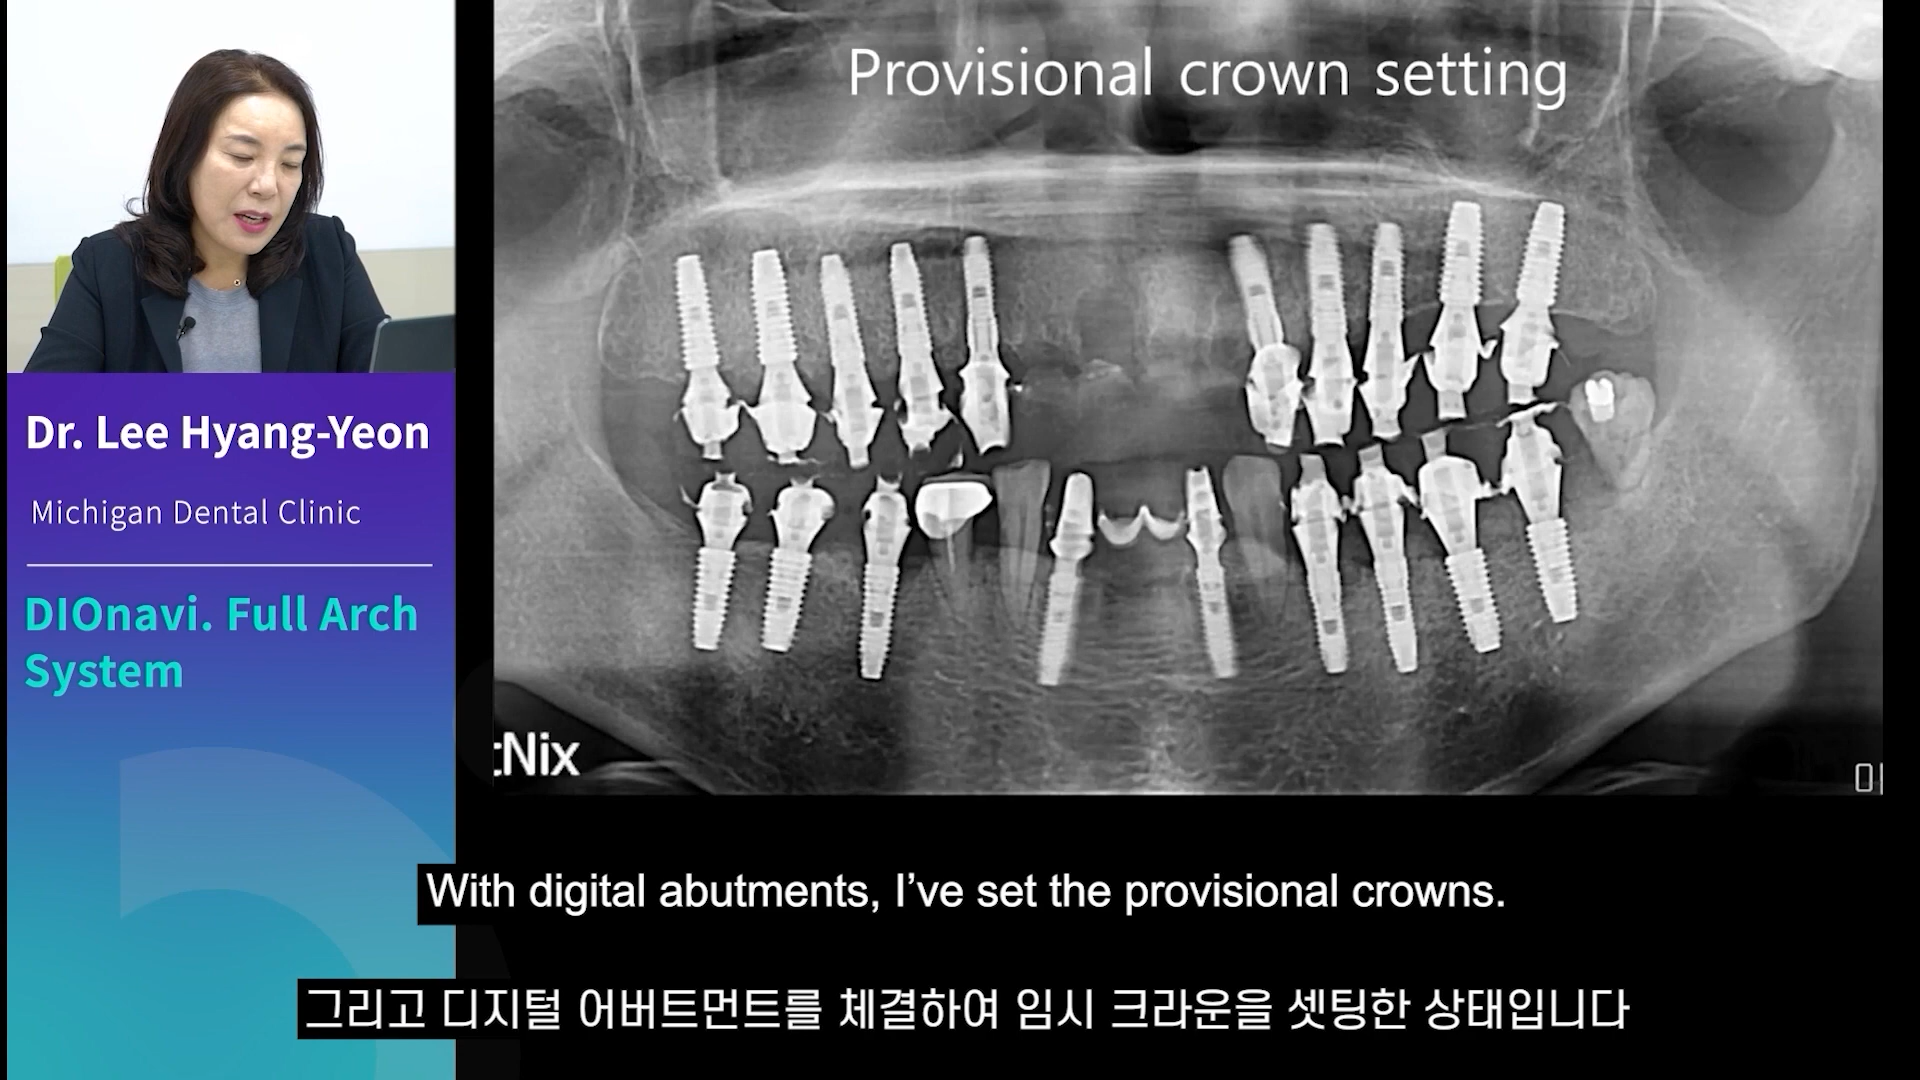 Provisional crown setting
Dr. Lee Hyang-Yeon
Michigan Dental Clinic
DIOnavi. Full Arch
System
tNix
With digital abutments, I've set the provisional crowns.
그리고 디지털 어버트먼트를 체결하여 임시 크라운을 셋팅한 상태입니다